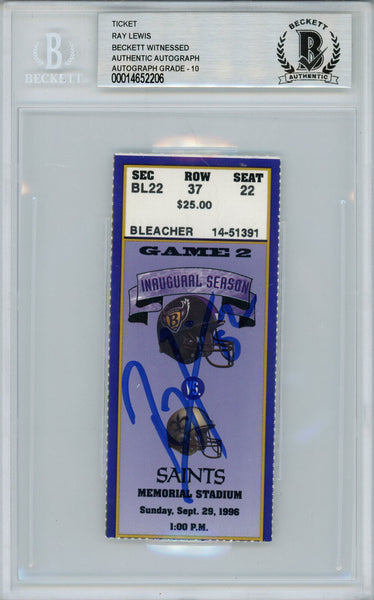 TICKET
RAY LEWIS
BECKETT WITNESSED
AUTHENTIC AUTOGRAPH
AUTOGRAPH GRADE - 10
00014652206
B
BECKETT
B
AUTHENTIC
SEC ROW SEAT
BL22 37 22
$25.00
BLEACHER 14-51391
GAME 2
INAUGURAL SEASON
B
VS.
SAINTS
MEMORIAL STADIUM
Sunday, Sept. 29, 1996
1:00 P.M.